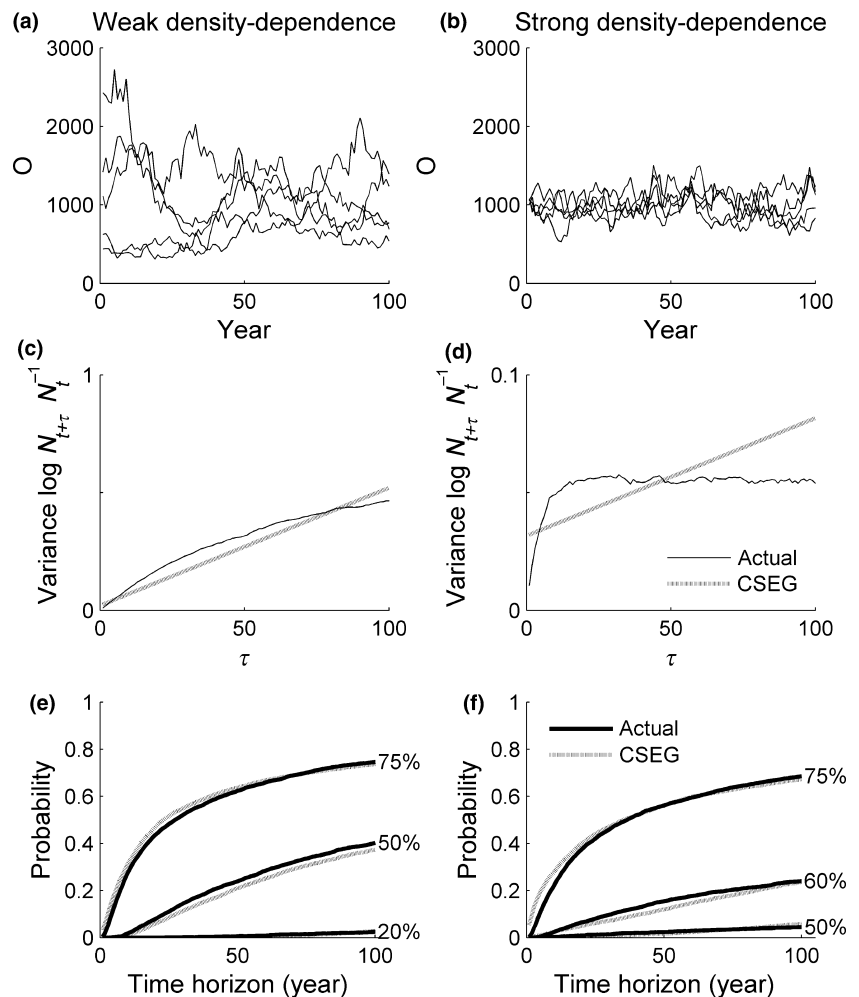 (a) Weak density-dependence
3000
2000
O
1000
0
0 50 100
Year
(b) Strong density-dependence
3000
2000
O
1000
0
0 50 100
Year
(c)
1
Variance log N_{t+τ} N_t^{–1}
0
0 50 100
τ
(d)
0.1
Variance log N_{t+τ} N_t^{–1}
0
0 50 100
τ
Actual
CSEG
(e)
1
0.8
0.6
0.4
0.2
0
Probability
75%
50%
20%
0 50 100
Time horizon (year)
(f)
1
0.8
0.6
0.4
0.2
0
Probability
Actual
CSEG
75%
60%
50%
0 50 100
Time horizon (year)